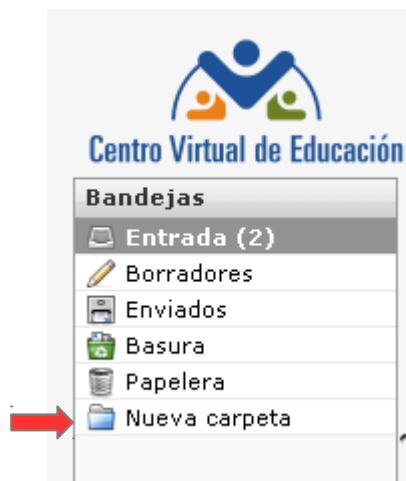 Centro Virtual de Educación
Bandejas
Entrada (2)
Borradores
Enviados
Basura
Papelera
Nueva carpeta